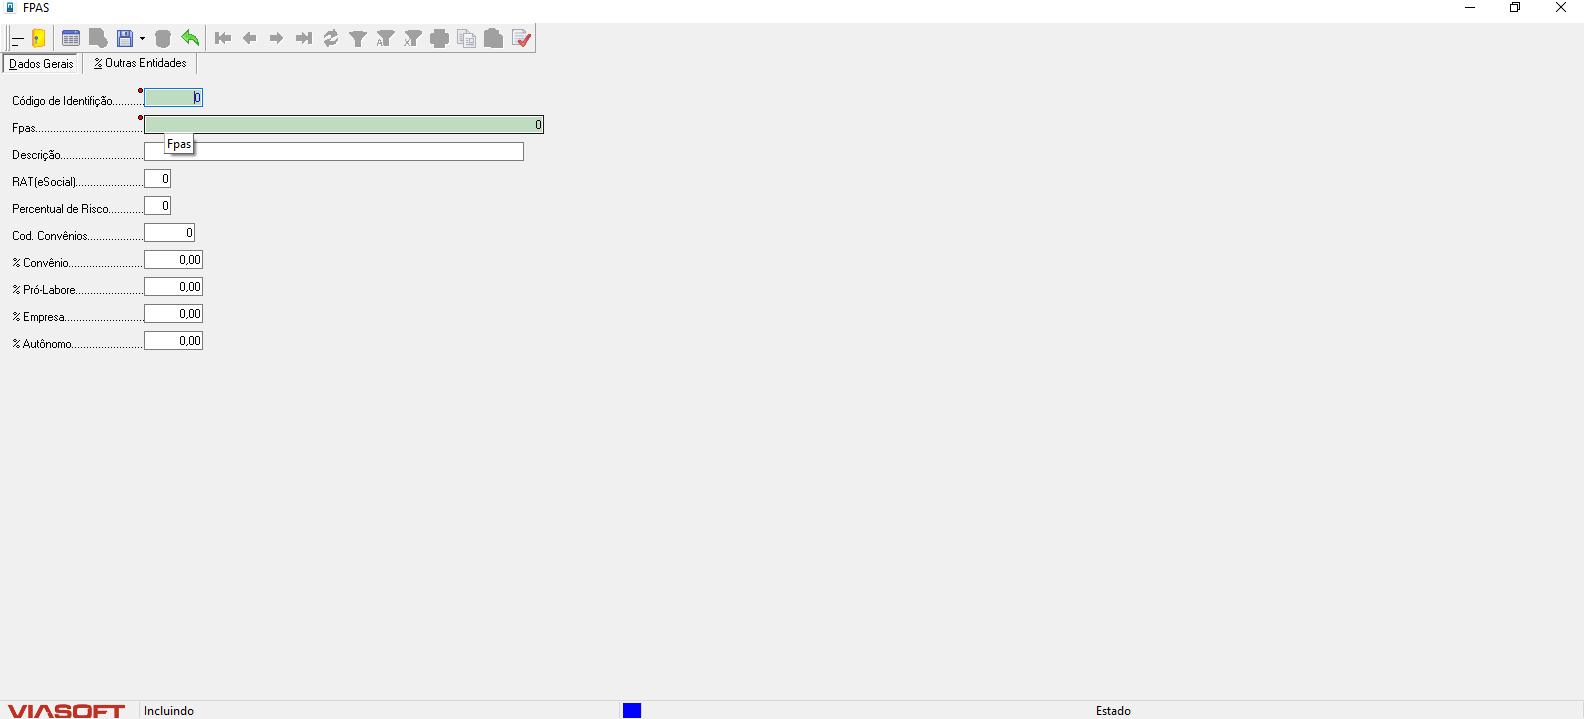 FPAS
Dados Gerais
% Outras Entidades
Código de Identifição.......... 0
Fpas.................................... 0
Fpas
Descrição............................
RAT(eSocial)....................... 0
Percentual de Risco............ 0
Cod. Convênios................... 0
% Convênio......................... 0,00
% Pró-Labore....................... 0,00
% Empresa.......................... 0,00
% Autônomo........................ 0,00
VIASOFT
Incluindo
Estado